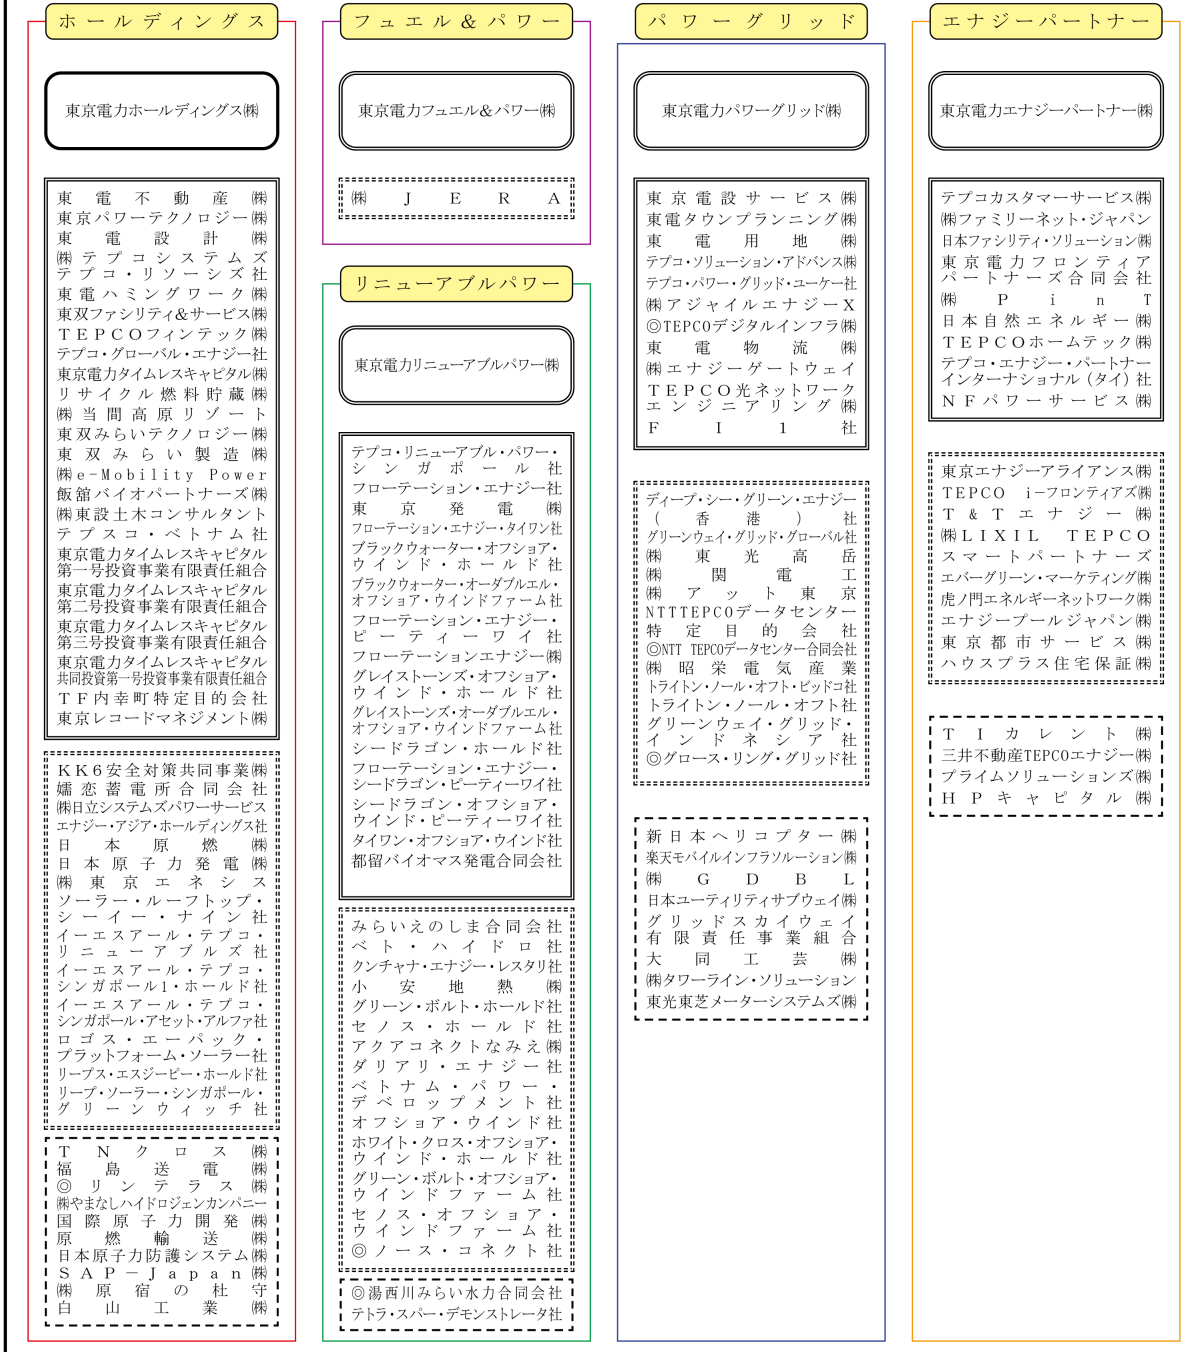 ホールディングス
東京電力ホールディングス㈱
東電不動産㈱
東京パワーテクノロジー㈱
東電設計㈱
㈱テプコシステムズ
テプコ・リソーシズ社
東電ハミングワーク㈱
東双ファシリティ&サービス㈱
TEPCOフィンテック㈱
テプコ・グローバル・エナジー社
東京電力タイムレスキャピタル㈱
リサイクル燃料貯蔵㈱
㈱当間高原リゾート
東双みらいテクノロジー㈱
東双みらい製造㈱
㈱e-Mobility Power
飯舘バイオパートナーズ㈱
㈱東設土木コンサルタント
テプスコ・ベトナム社
東京電力タイムレスキャピタル
第一号投資事業有限責任組合
東京電力タイムレスキャピタル
第二号投資事業有限責任組合
東京電力タイムレスキャピタル
第三号投資事業有限責任組合
東京電力タイムレスキャピタル
共同投資第一号投資事業有限責任組合
TF内幸町特定目的会社
東京レコードマネジメント㈱
KK6安全対策共同事業㈱
嬬恋蓄電所合同会社
㈱日立システムズパワーサービス
エナジー・アジア・ホールディングス社
日本原燃㈱
日本原子力発電㈱
㈱東京エネシス
ソーラー・ルーフトップ・
シーイー・ナイン社
イーエスアール・テプコ・
リニューアブルズ社
イーエスアール・テプコ・
シンガポール1・ホールド社
イーエスアール・テプコ・
シンガポール・アセット・アルファ社
ロゴス・エーパック・
プラットフォーム・ソーラー社
リープス・エスジーピー・ホールド社
リープ・ソーラー・シンガポール・
グリーンウィッチ社
TNクロス㈱
福島送電㈱
◎リンテラス㈱
㈱やまなしハイドロジェンカンパニー
国際原子力開発㈱
原燃輸送㈱
日本原子力防護システム㈱
SAP-Japan㈱
㈱原宿の杜守
白山工業㈱
フュエル&パワー
東京電力フュエル&パワー㈱
㈱JERA
リニューアブルパワー
東京電力リニューアブルパワー㈱
テプコ・リニューアブル・パワー・
シンガポール社
フローテーション・エナジー社
東京発電㈱
フローテーション・エナジー・タイワン社
ブラックウォーター・オフショア・
ウインド・ホールド社
ブラックウォーター・オーダブルエル・
オフショア・ウインドファーム社
フローテーション・エナジー・
ピーティーワイ社
フローテーションエナジー㈱
グレイストーンズ・オフショア・
ウインド・ホールド社
グレイストーンズ・オーダブルエル・
オフショア・ウインドファーム社
シードラゴン・ホールド社
フローテーション・エナジー・
シードラゴン・ピーティーワイ社
シードラゴン・オフショア・
ウインド・ピーティーワイ社
タイワン・オフショア・ウインド社
都留バイオマス発電合同会社
みらいえのしま合同会社
ベト・ハイドロ社
クンチャナ・エナジー・レスタリ社
小安地熱㈱
グリーン・ボルト・ホールド社
セノス・ホールド社
アクアコネクトなみえ㈱
ダリアリ・エナジー社
ベトナム・パワー・
デベロップメント社
オフショア・ウインド社
ホワイト・クロス・オフショア・
ウインド・ホールド社
グリーン・ボルト・オフショア・
ウインドファーム社
セノス・オフショア・
ウインドファーム社
◎ノース・コネクト社
◎湯西川みらい水力合同会社
テトラ・スパー・デモンストレータ社
パワーグリッド
東京電力パワーグリッド㈱
東京電設サービス㈱
東電タウンプランニング㈱
東電用地㈱
テプコ・ソリューション・アドバンス㈱
テプコ・パワー・グリッド・ユーケー社
㈱アジャイルエナジーX
◎TEPCOデジタルインフラ㈱
東電物流㈱
㈱エナジーゲートウェイ
TEPCO光ネットワーク
エンジニアリング㈱
FI1社
ディープ・シー・グリーン・エナジー
(香港)社
グリーンウェイ・グリッド・グローバル社
㈱東光高岳
㈱関電工
㈱アット東京
NTTTEPCOデータセンター
特定目的会社
◎NTT TEPCOデータセンター合同会社
㈱昭栄電気産業
トライトン・ノール・オフト・ビッドコ社
トライトン・ノール・オフト社
グリーンウェイ・グリッド・
インドネシア社
◎グロース・リング・グリッド社
新日本ヘリコプター㈱
楽天モバイルインフラソルーション㈱
㈱GDBL
日本ユーティリティサブウェイ㈱
グリッドスカイウェイ
有限責任事業組合
大同工芸㈱
㈱タワーライン・ソリューション
東光東芝メーターシステムズ㈱
エナジーパートナー
東京電力エナジーパートナー㈱
テプコカスタマーサービス㈱
㈱ファミリーネット・ジャパン
日本ファシリティ・ソリューション㈱
東京電力フロンティア
パートナーズ合同会社
㈱PinT
日本自然エネルギー㈱
TEPCOホームテック㈱
テプコ・エナジー・パートナー
インターナショナル(タイ)社
NFパワーサービス㈱
東京エナジーアライアンス㈱
TEPCO i-フロンティアズ㈱
T&Tエナジー㈱
㈱LIXIL TEPCO
スマートパートナーズ
エバーグリーン・マーケティング㈱
虎ノ門エネルギーネットワーク㈱
エナジープールジャパン㈱
東京都市サービス㈱
ハウスプラス住宅保証㈱
TIカレント㈱
三井不動産TEPCOエナジー㈱
プライムソリューションズ㈱
HPキャピタル㈱